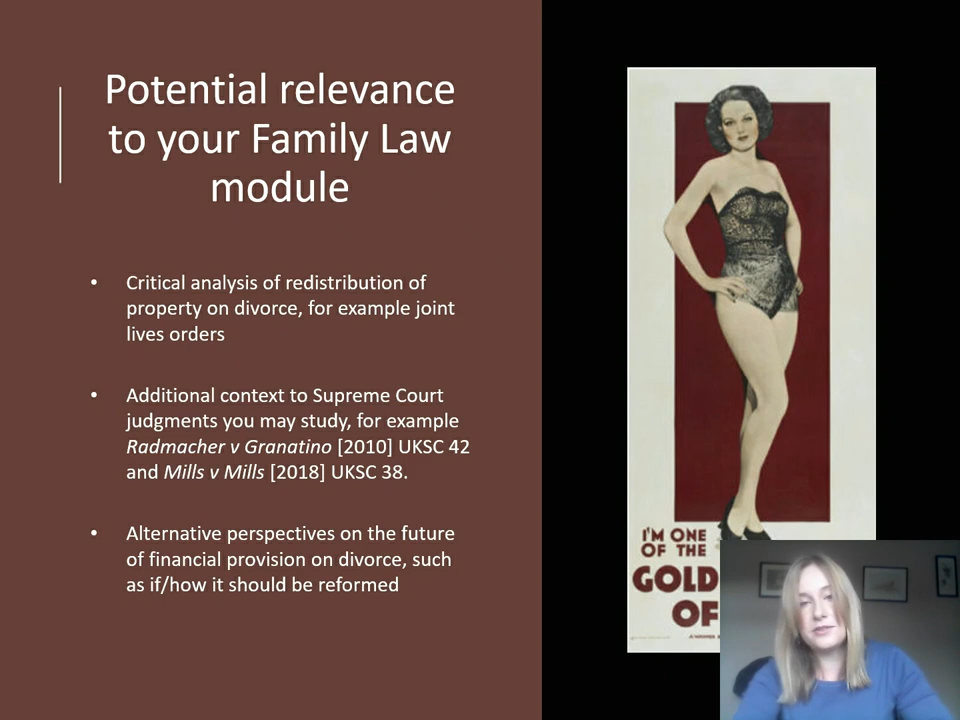 Potential relevance
to your Family Law
module
• Critical analysis of redistribution of
property on divorce, for example joint
lives orders
• Additional context to Supreme Court
judgments you may study, for example
Radmacher v Granatino [2010] UKSC 42
and Mills v Mills [2018] UKSC 38.
• Alternative perspectives on the future
of financial provision on divorce, such
as if/how it should be reformed
I'M ONE
OF THE
GOLD
OF